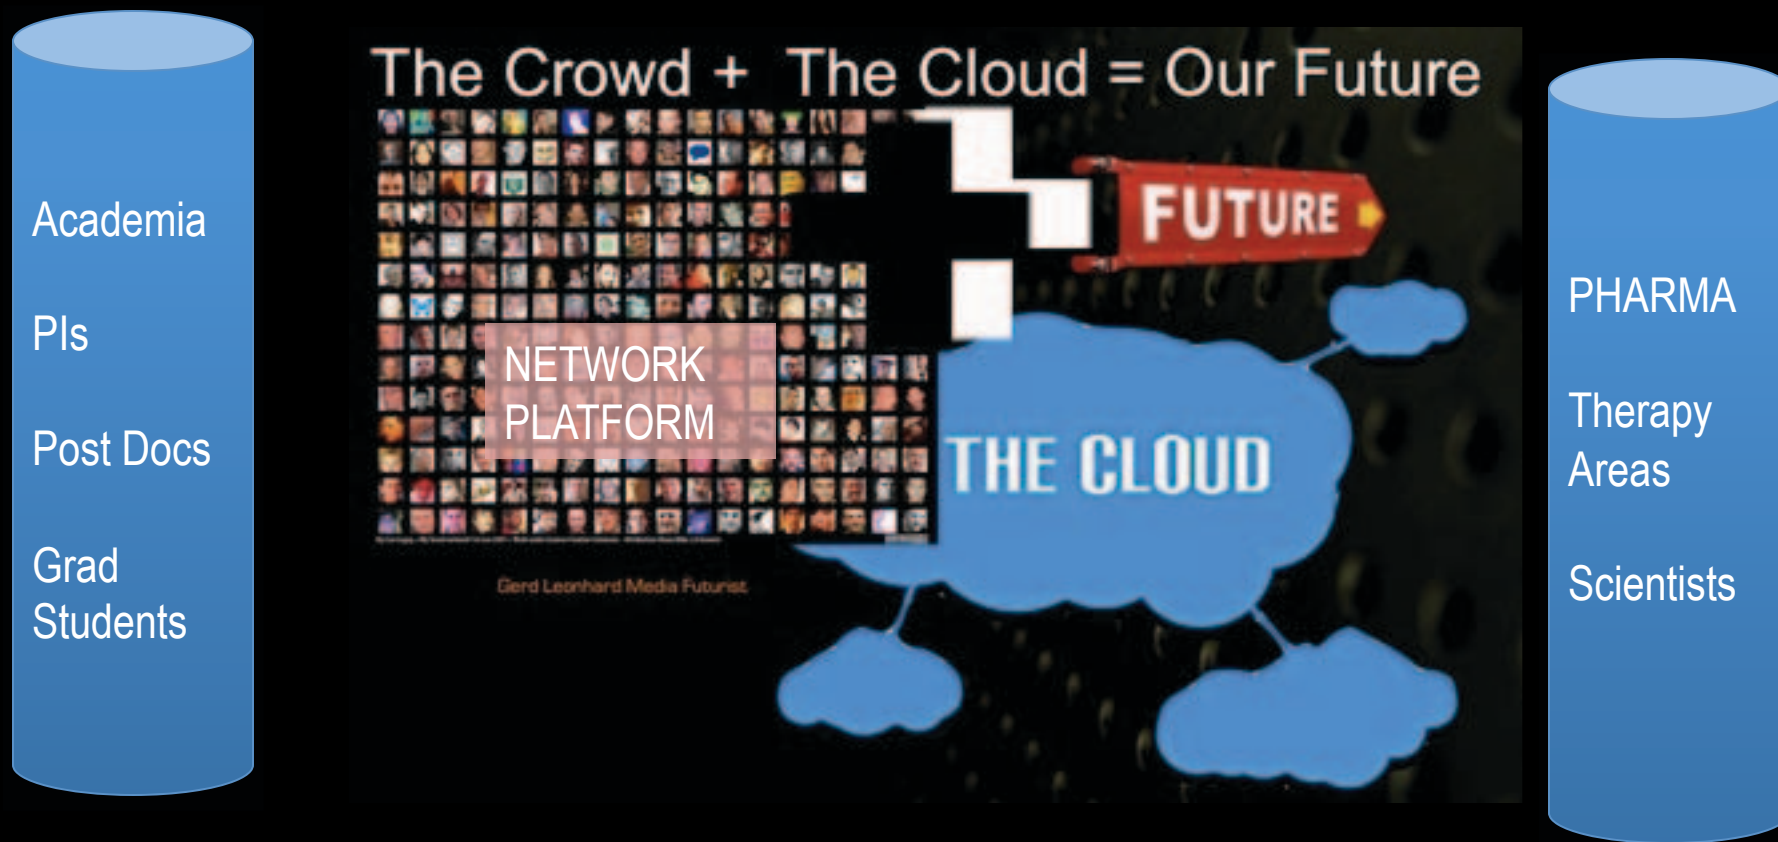 The Crowd + The Cloud = Our Future
Academia
PIs
Post Docs
Grad
Students
NETWORK
PLATFORM
FUTURE
THE CLOUD
Gerd Leonhard Media Futurist
PHARMA
Therapy
Areas
Scientists